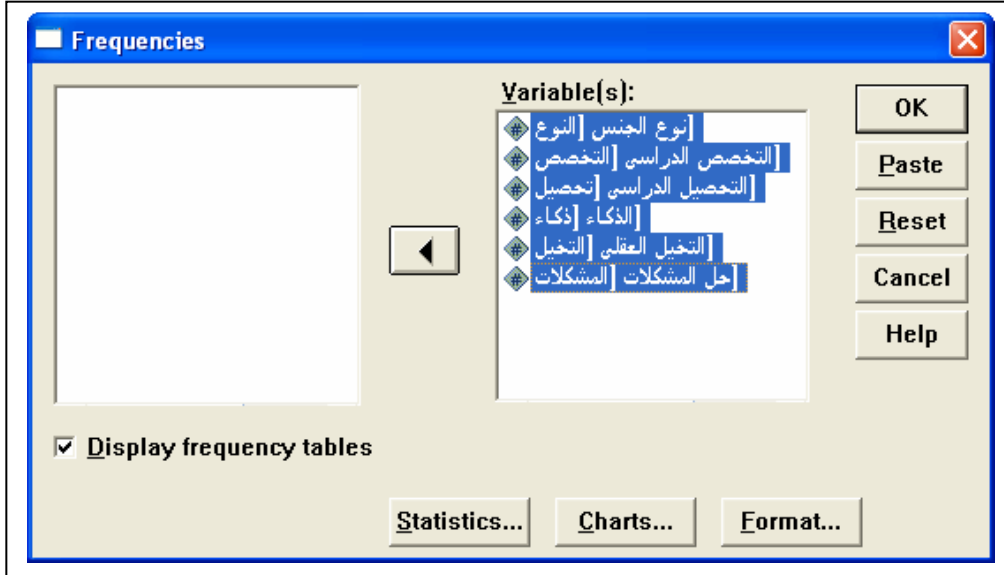 Frequencies
Variable(s):
نوع الجنس [النوع]
التخصص الدراسى [التخصص]
التحصيل الدراسى [تحصيل]
الذكاء [ذكاء]
التخيل العقلى [التخيل]
حل المشكلات [المشكلات]
OK
Paste
Reset
Cancel
Help
Display frequency tables
Statistics...
Charts...
Format...